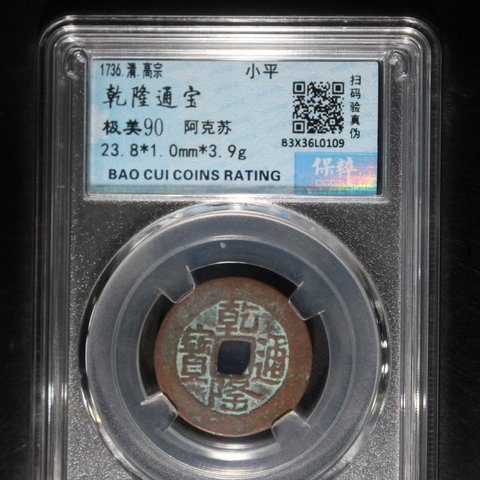 1736.清.高宗 小平
乾隆通宝
极美90 阿克苏
23.8*1.0mm*3.9g
BAO CUI COINS RATING
扫码验真伪
B3X36L0109
保粹
乾隆通寶